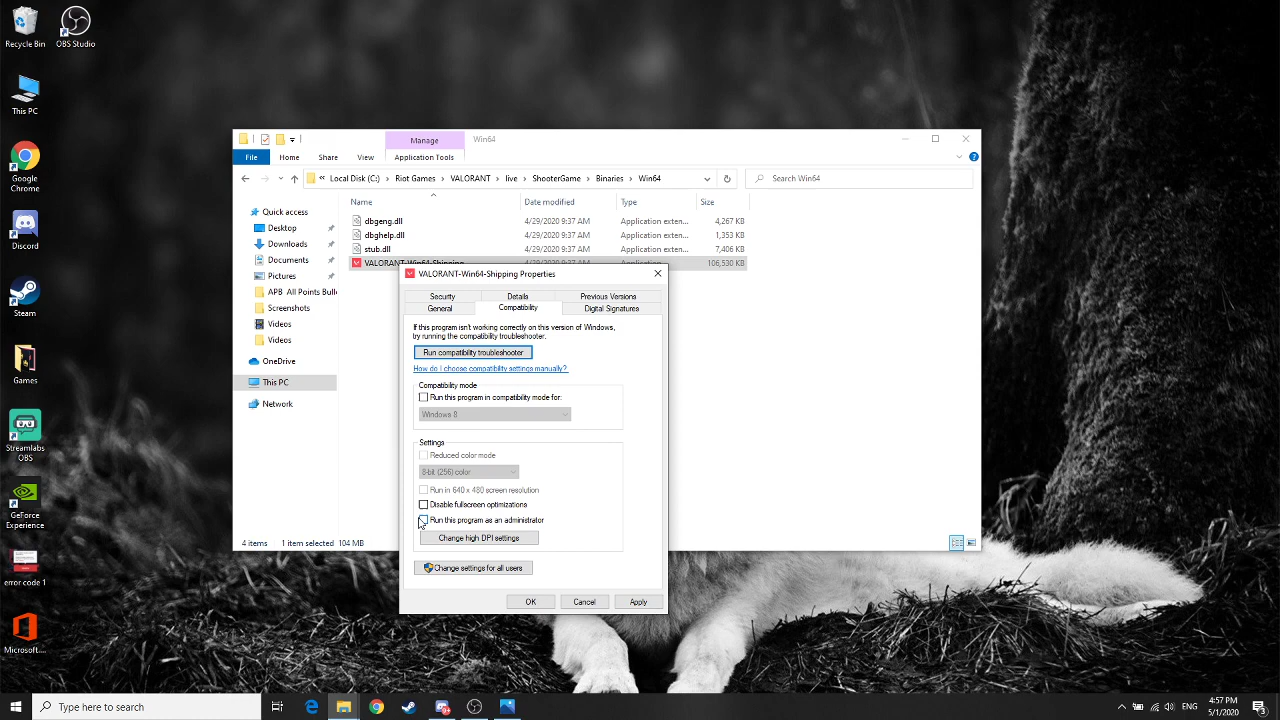 Recycle Bin
OBS Studio
This PC
Google
Chrome
Discord
Steam
Games
Streamlabs
OBS
GeForce
Experience
error code 1
Microsoft....
Manage
Win64
File
Home
Share
View
Application Tools
« Local Disk (C:) › Riot Games › VALORANT › live › ShooterGame › Binaries › Win64
Search Win64
Quick access
Desktop
Downloads
Documents
Pictures
APB All Points Bull
Screenshots
Videos
Videos
OneDrive
This PC
Network
Name Date modified Type Size
dbgeng.dll 4/29/2020 9:37 AM Application exten... 4,267 KB
dbghelp.dll 4/29/2020 9:37 AM Application exten... 1,353 KB
stub.dll 4/29/2020 9:37 AM Application exten... 7,406 KB
VALORANT-Win64-Shipping 4/29/2020 9:37 AM Application 106,530 KB
4 items 1 item selected 104 MB
VALORANT-Win64-Shipping Properties
Security Details Previous Versions
General Compatibility Digital Signatures
If this program isn't working correctly on this version of Windows,
try running the compatibility troubleshooter.
Run compatibility troubleshooter
How do I choose compatibility settings manually?
Compatibility mode
Run this program in compatibility mode for:
Windows 8
Settings
Reduced color mode
8-bit (256) color
Run in 640 x 480 screen resolution
Disable fullscreen optimizations
Run this program as an administrator
Change high DPI settings
Change settings for all users
OK Cancel Apply
Type here to search
ENG
4:57 PM
5/1/2020
3